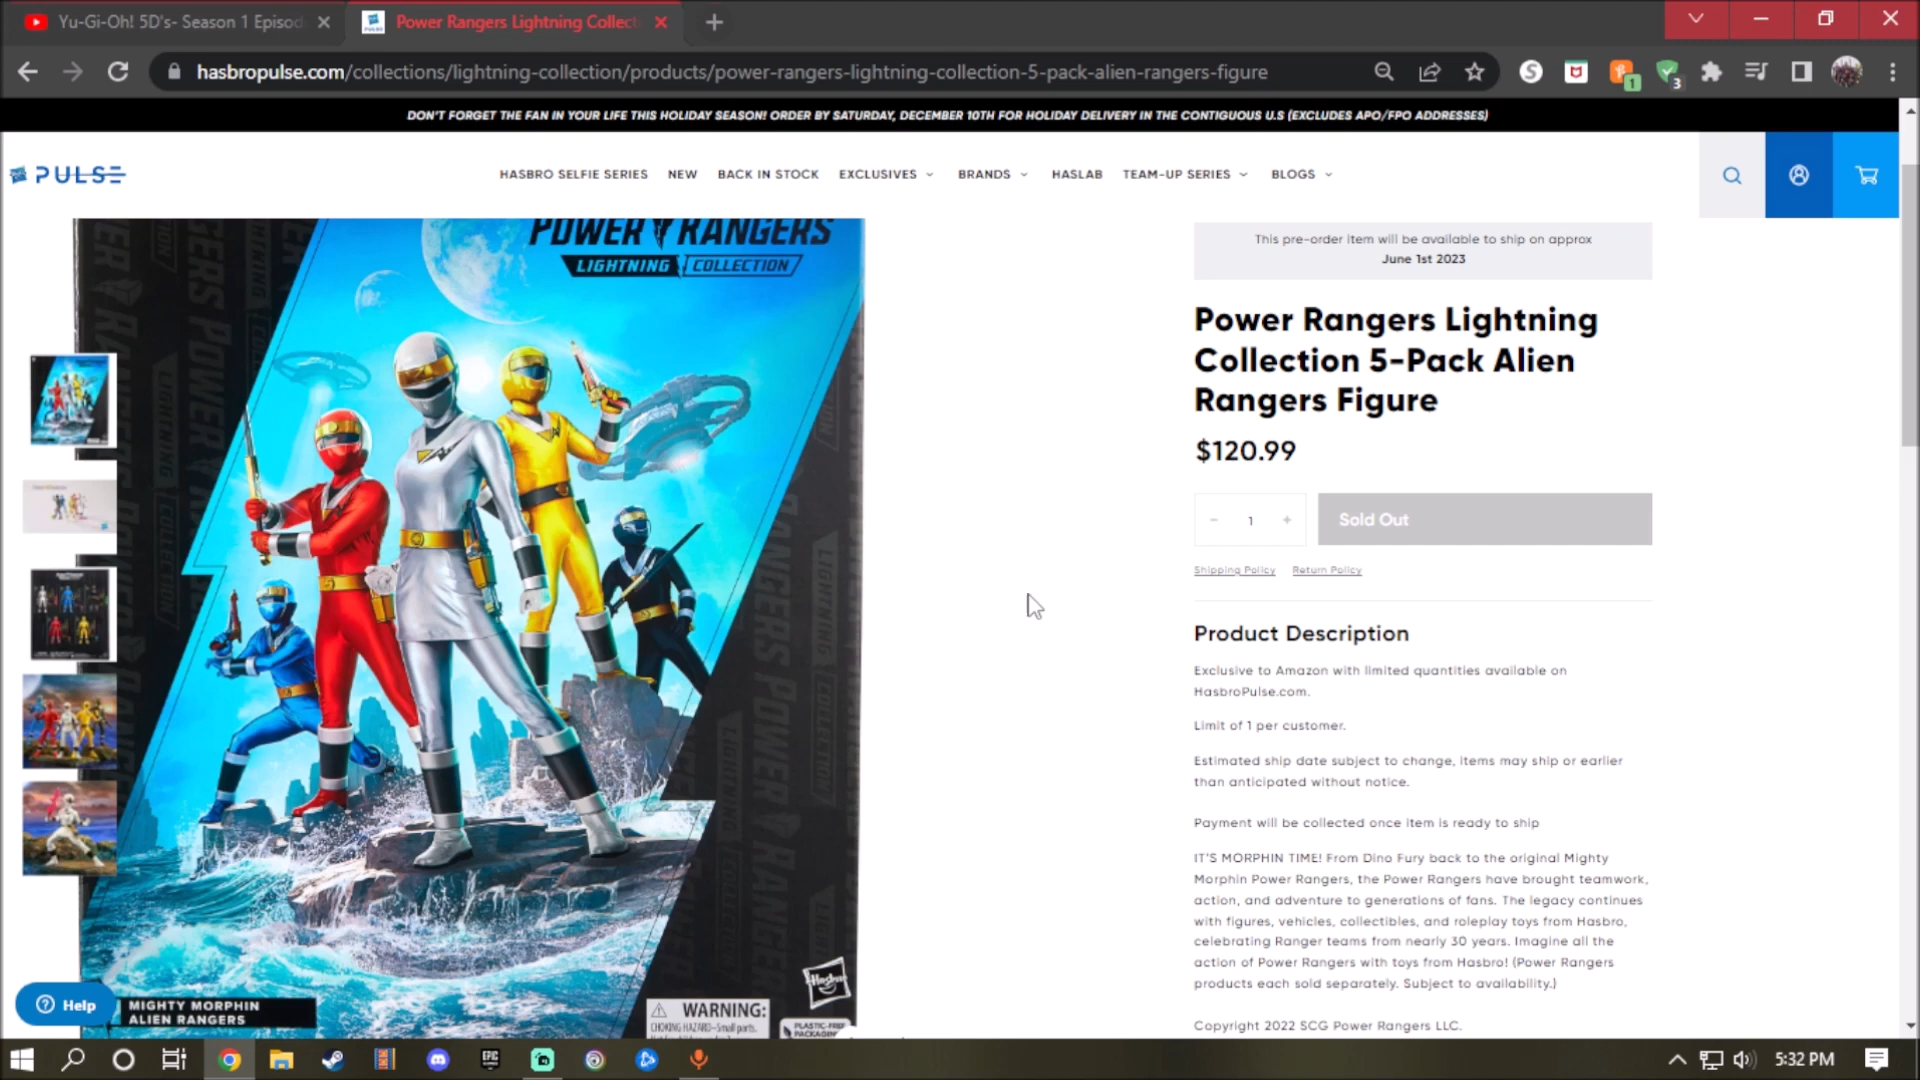 Yu-Gi-Oh! 5D's- Season 1 Episod
Power Rangers Lightning Collect
hasbropulse.com/collections/lightning-collection/products/power-rangers-lightning-collection-5-pack-alien-rangers-figure
1
3
DON'T FORGET THE FAN IN YOUR LIFE THIS HOLIDAY SEASON! ORDER BY SATURDAY, DECEMBER 10TH FOR HOLIDAY DELIVERY IN THE CONTIGUOUS U.S (EXCLUDES APO/FPO ADDRESSES)
PULSE
HASBRO SELFIE SERIES NEW BACK IN STOCK EXCLUSIVES BRANDS HASLAB TEAM-UP SERIES BLOGS
POWER RANGERS
LIGHTNING COLLECTION
This pre-order item will be available to ship on approx
June 1st 2023
Power Rangers Lightning
Collection 5-Pack Alien
Rangers Figure
$120.99
- 1 +
Sold Out
Shipping Policy Return Policy
Product Description
Exclusive to Amazon with limited quantities available on
HasbroPulse.com.
Limit of 1 per customer.
Estimated ship date subject to change, items may ship or earlier
than anticipated without notice.
Payment will be collected once item is ready to ship
IT'S MORPHIN TIME! From Dino Fury back to the original Mighty
Morphin Power Rangers, the Power Rangers have brought teamwork,
action, and adventure to generations of fans. The legacy continues
with figures, vehicles, collectibles, and roleplay toys from Hasbro,
celebrating Ranger teams from nearly 30 years. Imagine all the
action of Power Rangers with toys from Hasbro! (Power Rangers
products each sold separately. Subject to availability.)
Copyright 2022 SCG Power Rangers LLC.
Hasbro
Help
MIGHTY MORPHIN
ALIEN RANGERS
WARNING:
CHOKING HAZARD-Small parts.
PLASTIC-FREE
PACKAGING
EPIC
5:32 PM